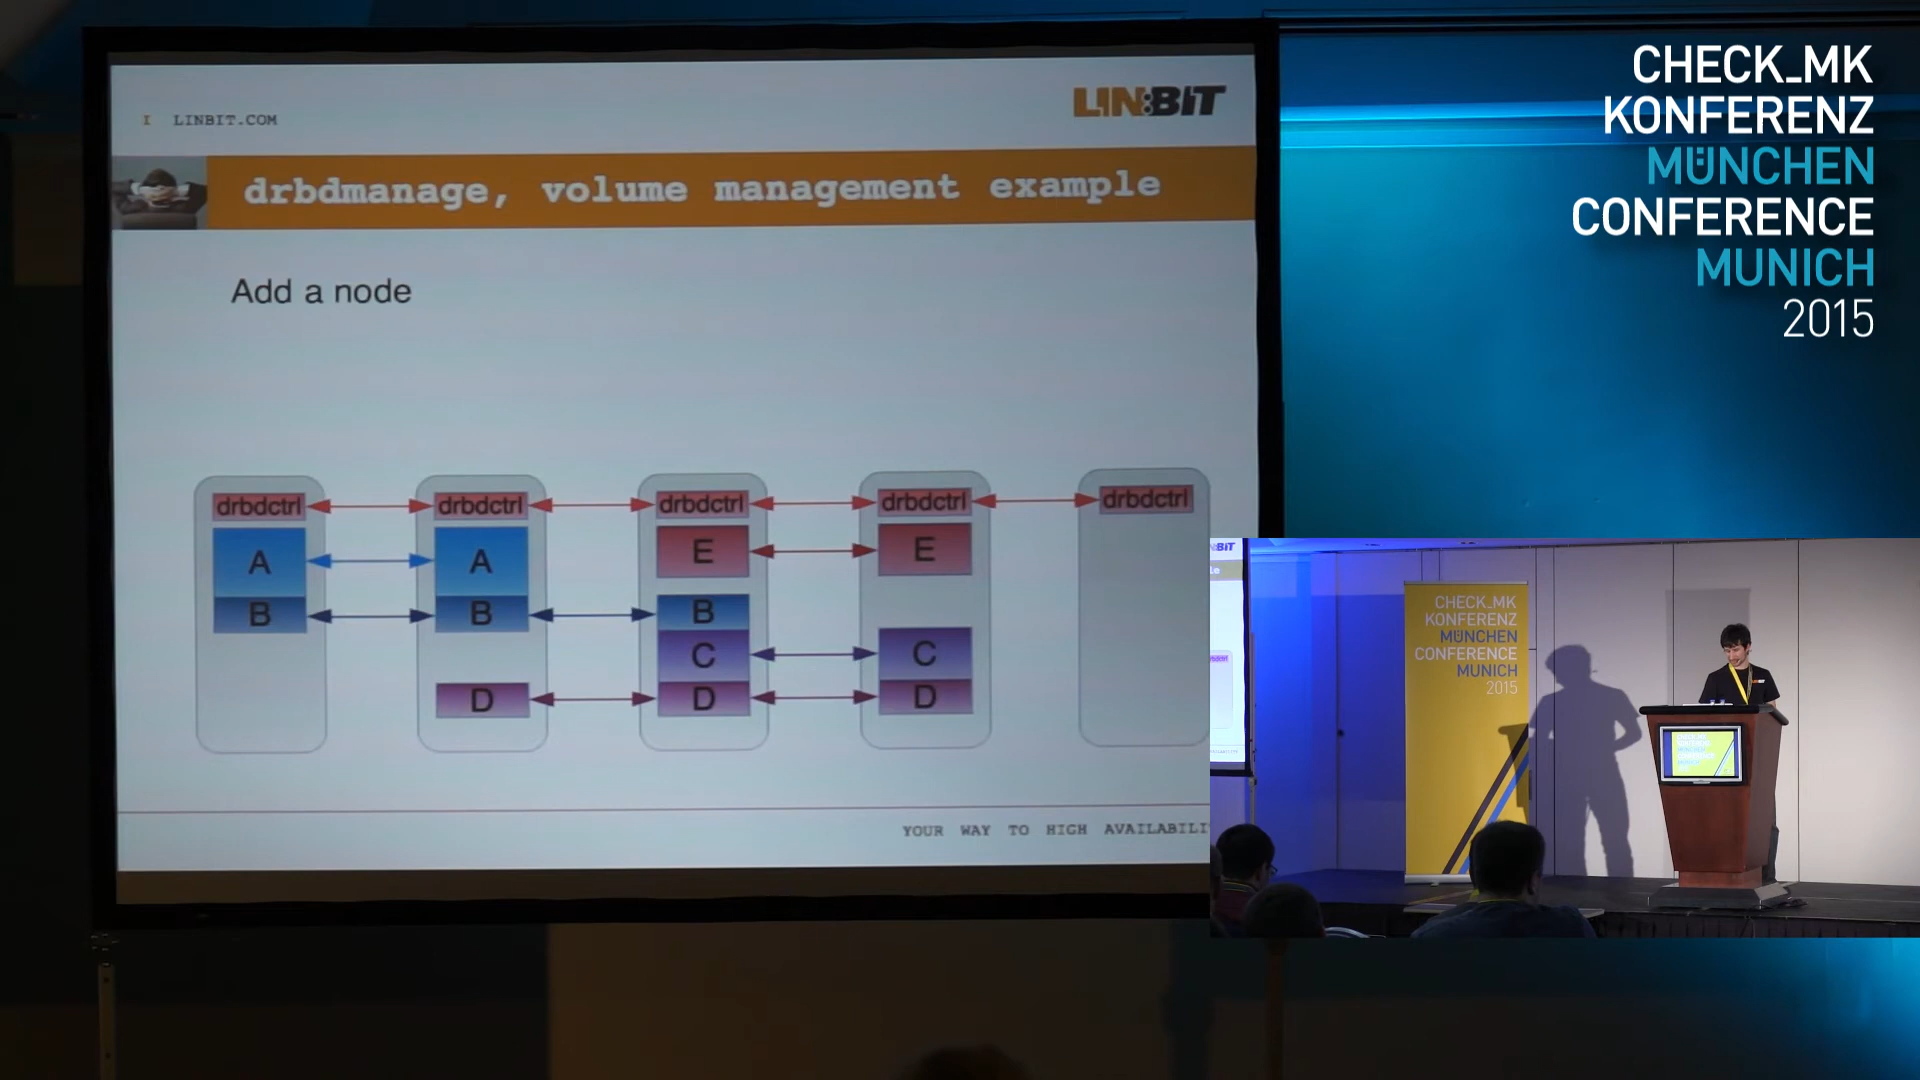 I LINBIT.COM
LINBIT
drbdmanage, volume management example
Add a node
drbdctrl drbdctrl drbdctrl drbdctrl drbdctrl
A A E E
B B B
C C
D D D
YOUR WAY TO HIGH AVAILABILI
CHECK_MK
KONFERENZ
MÜNCHEN
CONFERENCE
MUNICH
2015
CHECK_MK
KONFERENZ
MÜNCHEN
CONFERENCE
MUNICH
2015